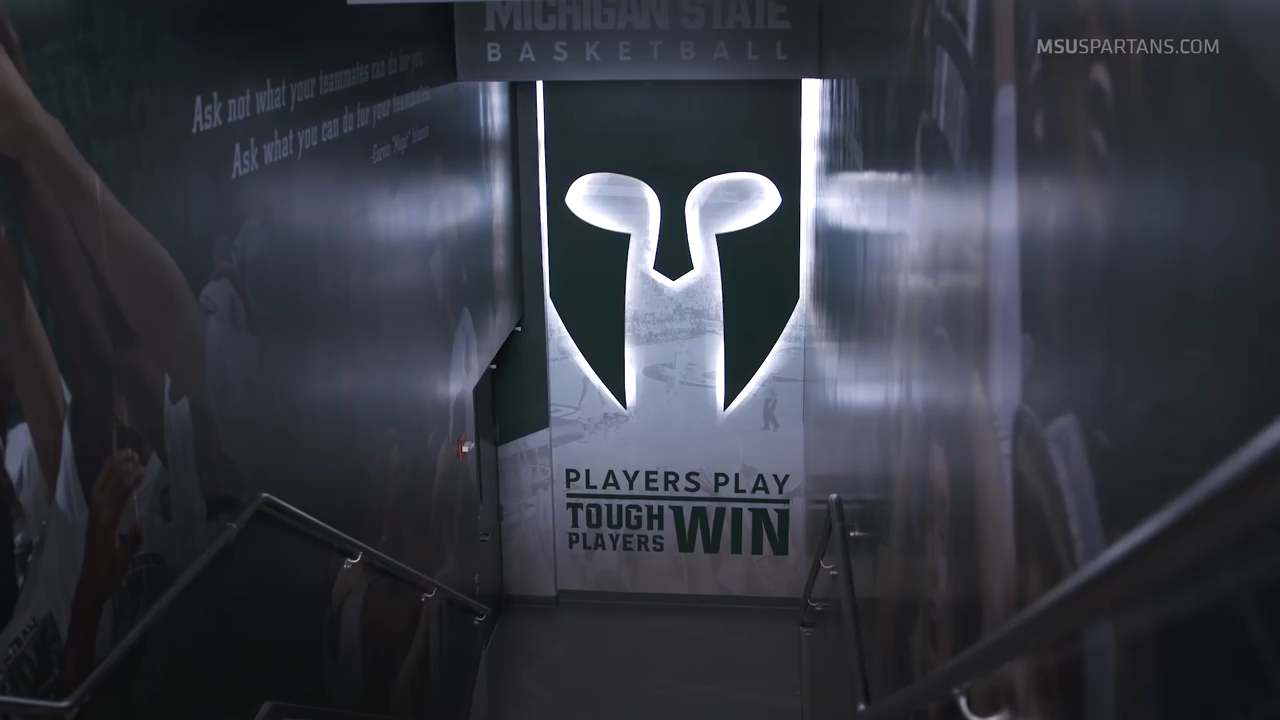 MICHIGAN STATE
BASKETBALL
MSUSPARTANS.COM
Ask not what your teammates can do for you
Ask what you can do for your teammates
-Earvin "Magic" Johnson
PLAYERS PLAY
TOUGH
PLAYERS
WIN